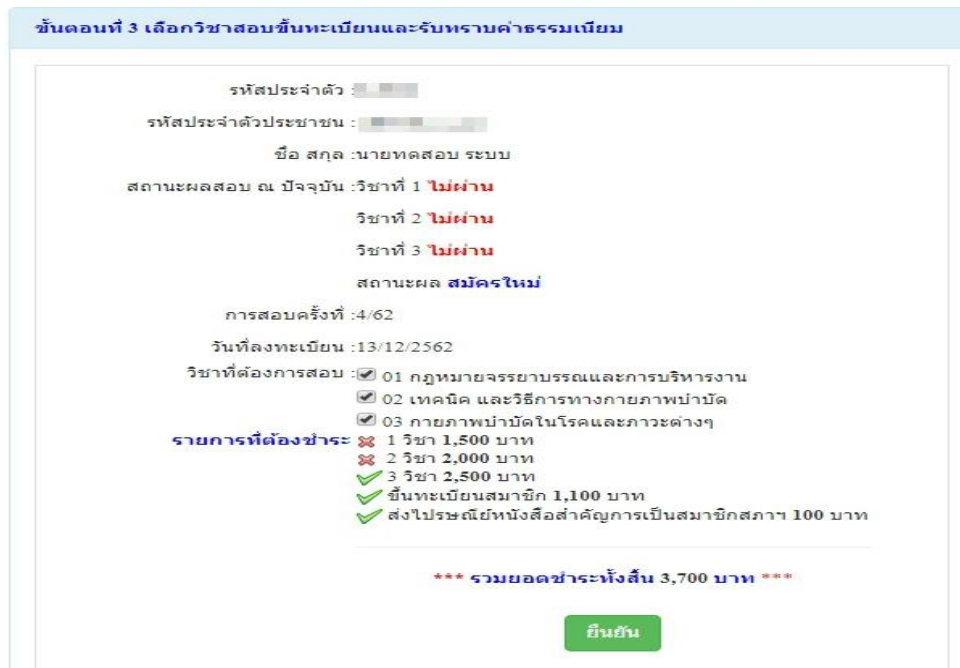 ขั้นตอนที่ 3 เลือกวิชาสอบขึ้นทะเบียนและรับทราบค่าธรรมเนียม
รหัสประจำตัว :
รหัสประจำตัวประชาชน :
ชื่อ สกุล :นายทดสอบ ระบบ
สถานะผลสอบ ณ ปัจจุบัน :วิชาที่ 1 ไม่ผ่าน
วิชาที่ 2 ไม่ผ่าน
วิชาที่ 3 ไม่ผ่าน
สถานะผล สมัครใหม่
การสอบครั้งที่ :4/62
วันที่ลงทะเบียน :13/12/2562
วิชาที่ต้องการสอบ : 01 กฎหมายจรรยาบรรณและการบริหารงาน
02 เทคนิค และวิธีการทางกายภาพบำบัด
03 กายภาพบำบัดในโรคและภาวะต่างๆ
รายการที่ต้องชำระ 1 วิชา 1,500 บาท
2 วิชา 2,000 บาท
3 วิชา 2,500 บาท
ขึ้นทะเบียนสมาชิก 1,100 บาท
ส่งไปรษณีย์หนังสือสำคัญการเป็นสมาชิกสภาฯ 100 บาท
*** รวมยอดชำระทั้งสิ้น 3,700 บาท ***
ยืนยัน